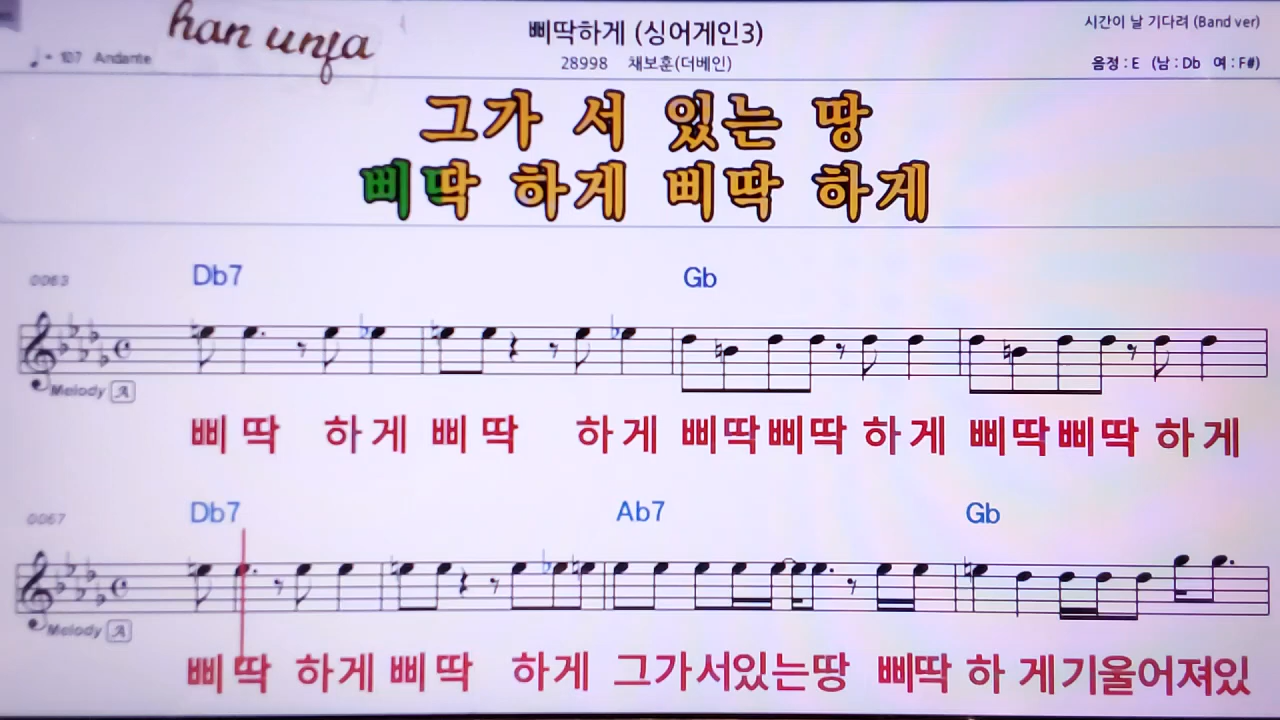 han unfa
삐딱하게 (싱어게인3)
시간이 날 기다려 (Band ver)
♩= 107 Andante
28998 채보훈(더베인)
음정 : E (남 : Db 여 : F#)
그가 서 있는 땅
삐딱 하게 삐딱 하게
0063 Db7 Gb
Melody A
삐 딱 하 게 삐 딱 하 게 삐딱삐딱 하 게 삐딱삐딱 하 게
0067 Db7 Ab7 Gb
Melody A
삐 딱 하게 삐 딱 하게 그가서있는땅 삐딱 하 게기울어져있